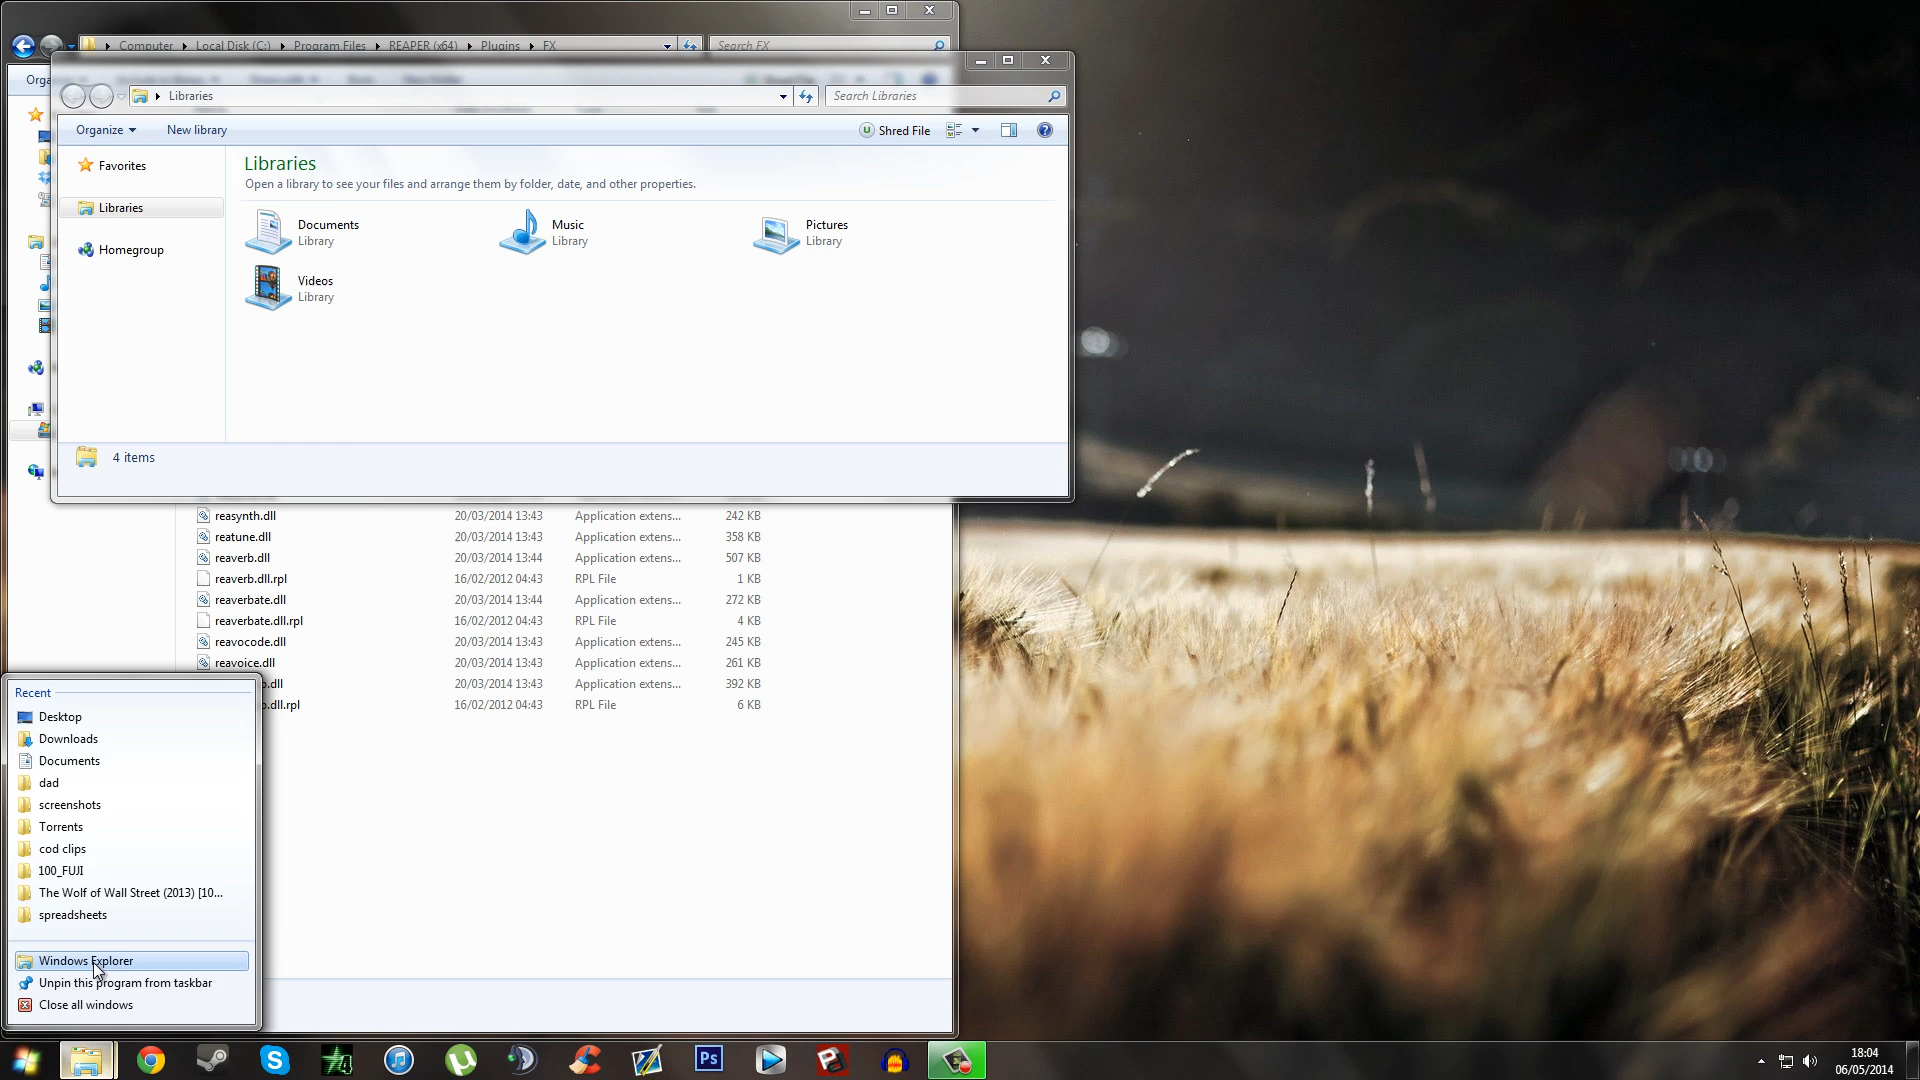 Computer Local Disk (C:) Program Files REAPER (x64) Plugins FX
Search FX
Libraries
Search Libraries
Organize
New library
Shred File
Favorites
Libraries
Homegroup
Libraries
Open a library to see your files and arrange them by folder, date, and other properties.
Documents
Library
Music
Library
Pictures
Library
Videos
Library
4 items
reasynth.dll 20/03/2014 13:43 Application extens... 242 KB
reatune.dll 20/03/2014 13:43 Application extens... 358 KB
reaverb.dll 20/03/2014 13:44 Application extens... 507 KB
reaverb.dll.rpl 16/02/2012 04:43 RPL File 1 KB
reaverbate.dll 20/03/2014 13:44 Application extens... 272 KB
reaverbate.dll.rpl 16/02/2012 04:43 RPL File 4 KB
reavocode.dll 20/03/2014 13:43 Application extens... 245 KB
reavoice.dll 20/03/2014 13:43 Application extens... 261 KB
.dll 20/03/2014 13:43 Application extens... 392 KB
.dll.rpl 16/02/2012 04:43 RPL File 6 KB
Recent
Desktop
Downloads
Documents
dad
screenshots
Torrents
cod clips
100_FUJI
The Wolf of Wall Street (2013) [10...
spreadsheets
Windows Explorer
Unpin this program from taskbar
Close all windows
Ps
18:04
06/05/2014